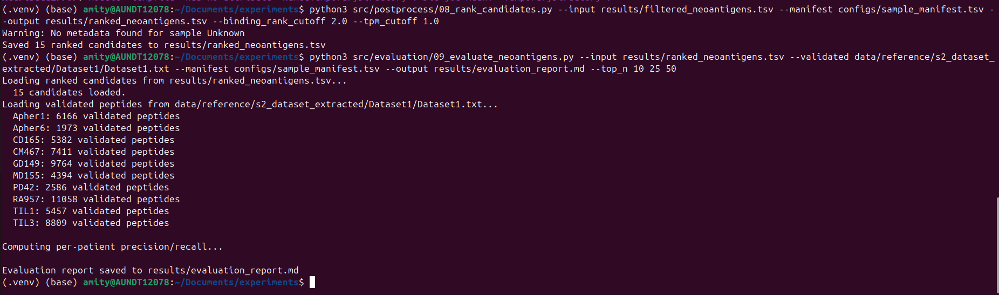 (.venv) (base) amity@AUNDT12078:~/Documents/experiments$ python3 src/postprocess/08_rank_candidates.py --input results/filtered_neoantigens.tsv --manifest configs/sample_manifest.tsv -
-output results/ranked_neoantigens.tsv --binding_rank_cutoff 2.0 --tpm_cutoff 1.0
Warning: No metadata found for sample Unknown
Saved 15 ranked candidates to results/ranked_neoantigens.tsv
(.venv) (base) amity@AUNDT12078:~/Documents/experiments$ python3 src/evaluation/09_evaluate_neoantigens.py --input results/ranked_neoantigens.tsv --validated data/reference/s2_dataset_
extracted/Dataset1/Dataset1.txt --manifest configs/sample_manifest.tsv --output results/evaluation_report.md --top_n 10 25 50
Loading ranked candidates from results/ranked_neoantigens.tsv...
  15 candidates loaded.
Loading validated peptides from data/reference/s2_dataset_extracted/Dataset1/Dataset1.txt...
  Apher1: 6166 validated peptides
  Apher6: 1973 validated peptides
  CD165: 5382 validated peptides
  CM467: 7411 validated peptides
  GD149: 9764 validated peptides
  MD155: 4394 validated peptides
  PD42: 2586 validated peptides
  RA957: 11058 validated peptides
  TIL1: 5457 validated peptides
  TIL3: 8809 validated peptides
Computing per-patient precision/recall...
Evaluation report saved to results/evaluation_report.md
(.venv) (base) amity@AUNDT12078:~/Documents/experiments$